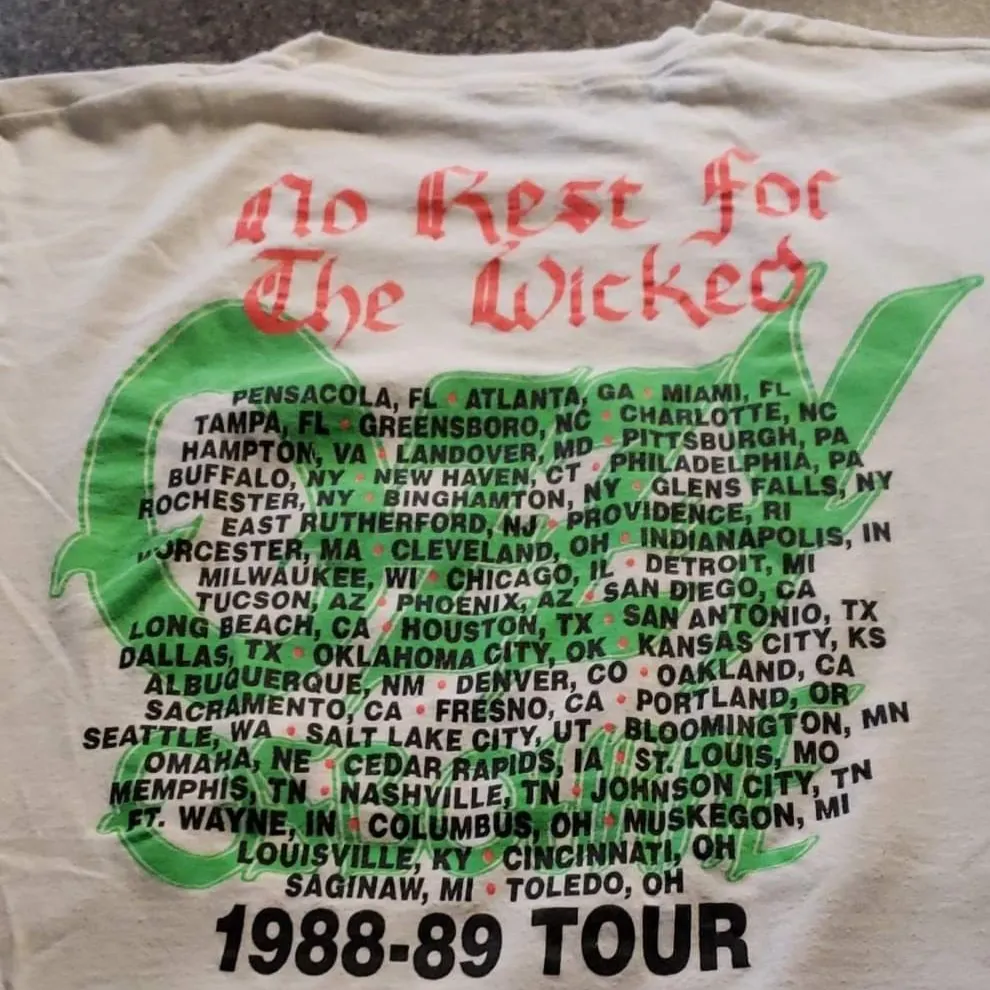 No Rest For
The Wicked
OZZY
OSBOURNE
PENSACOLA, FL • ATLANTA, GA • MIAMI, FL
TAMPA, FL • GREENSBORO, NC • CHARLOTTE, NC
HAMPTON, VA • LANDOVER, MD • PITTSBURGH, PA
BUFFALO, NY • NEW HAVEN, CT • PHILADELPHIA, PA
ROCHESTER, NY • BINGHAMTON, NY • GLENS FALLS, NY
EAST RUTHERFORD, NJ • PROVIDENCE, RI
WORCESTER, MA • CLEVELAND, OH • INDIANAPOLIS, IN
MILWAUKEE, WI • CHICAGO, IL • DETROIT, MI
TUCSON, AZ • PHOENIX, AZ • SAN DIEGO, CA
LONG BEACH, CA • HOUSTON, TX • SAN ANTONIO, TX
DALLAS, TX • OKLAHOMA CITY, OK • KANSAS CITY, KS
ALBUQUERQUE, NM • DENVER, CO • OAKLAND, CA
SACRAMENTO, CA • FRESNO, CA • PORTLAND, OR
SEATTLE, WA • SALT LAKE CITY, UT • BLOOMINGTON, MN
OMAHA, NE • CEDAR RAPIDS, IA • ST. LOUIS, MO
MEMPHIS, TN • NASHVILLE, TN • JOHNSON CITY, TN
FT. WAYNE, IN • COLUMBUS, OH • MUSKEGON, MI
LOUISVILLE, KY • CINCINNATI, OH
SAGINAW, MI • TOLEDO, OH
1988-89 TOUR